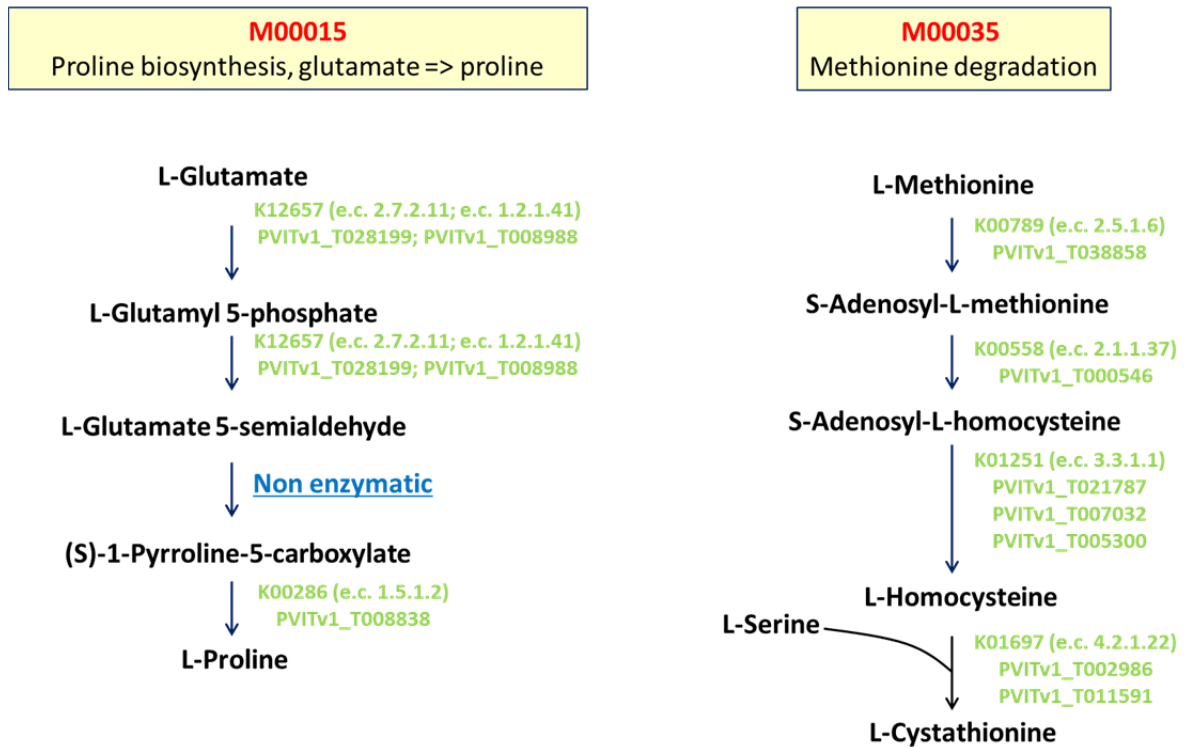 M00015
Proline biosynthesis, glutamate => proline
L-Glutamate
K12657 (e.c. 2.7.2.11; e.c. 1.2.1.41)
PVITv1_T028199; PVITv1_T008988
L-Glutamyl 5-phosphate
K12657 (e.c. 2.7.2.11; e.c. 1.2.1.41)
PVITv1_T028199; PVITv1_T008988
L-Glutamate 5-semialdehyde
Non enzymatic
(S)-1-Pyrroline-5-carboxylate
K00286 (e.c. 1.5.1.2)
PVITv1_T008838
L-Proline
M00035
Methionine degradation
L-Methionine
K00789 (e.c. 2.5.1.6)
PVITv1_T038858
S-Adenosyl-L-methionine
K00558 (e.c. 2.1.1.37)
PVITv1_T000546
S-Adenosyl-L-homocysteine
K01251 (e.c. 3.3.1.1)
PVITv1_T021787
PVITv1_T007032
PVITv1_T005300
L-Homocysteine
L-Serine
K01697 (e.c. 4.2.1.22)
PVITv1_T002986
PVITv1_T011591
L-Cystathionine